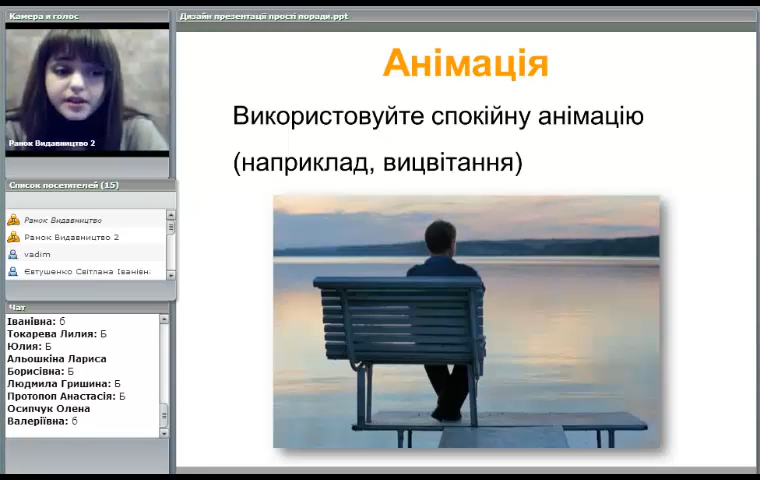 Камера и голос
Ранок Видавництво 2
Список посетителей (15)
Ранок Видавництво
Ранок Видавництво 2
vadim
Євтушенко Світлана Іванівна
Чат
Іванівна: б
Токарева Лилия: Б
Юлия: Б
Альошкіна Лариса
Борисівна: Б
Людмила Гришина: Б
Протопоп Анастасія: Б
Осипчук Олена
Валеріївна: б
Дизайн презентації прості поради.ppt
Анімація
Використовуйте спокійну анімацію
(наприклад, вицвітання)